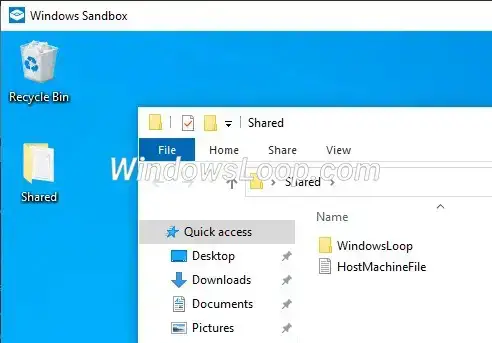 Windows Sandbox
Recycle Bin
Shared
Shared
File Home Share View
WindowsLoop.com
Shared
Name
Quick access
Desktop
Downloads
Documents
Pictures
WindowsLoop
HostMachineFile